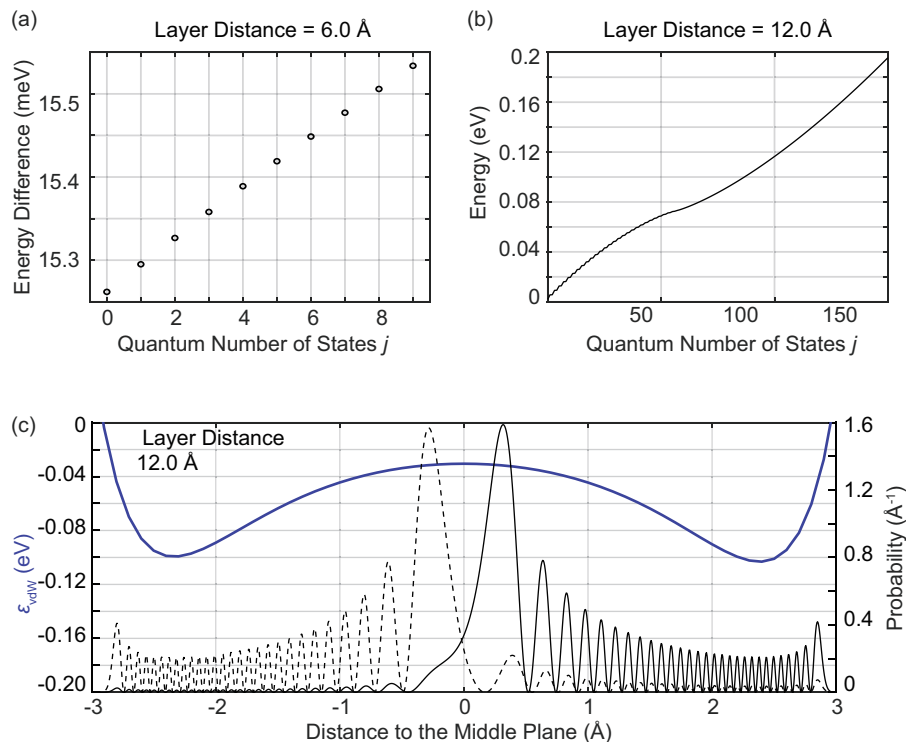 (a)
Layer Distance = 6.0 Å
Energy Difference (meV)
15.5
15.4
15.3
0 2 4 6 8
Quantum Number of States j
(b)
Layer Distance = 12.0 Å
Energy (eV)
0.2
0.16
0.12
0.08
0.04
0
50 100 150
Quantum Number of States j
(c)
Layer Distance
12.0 Å
εvdW (eV)
0
-0.04
-0.08
-0.12
-0.16
-0.20
1.6
1.2
0.8
0.4
0
Probability (Å-1)
-3 -2 -1 0 1 2 3
Distance to the Middle Plane (Å)